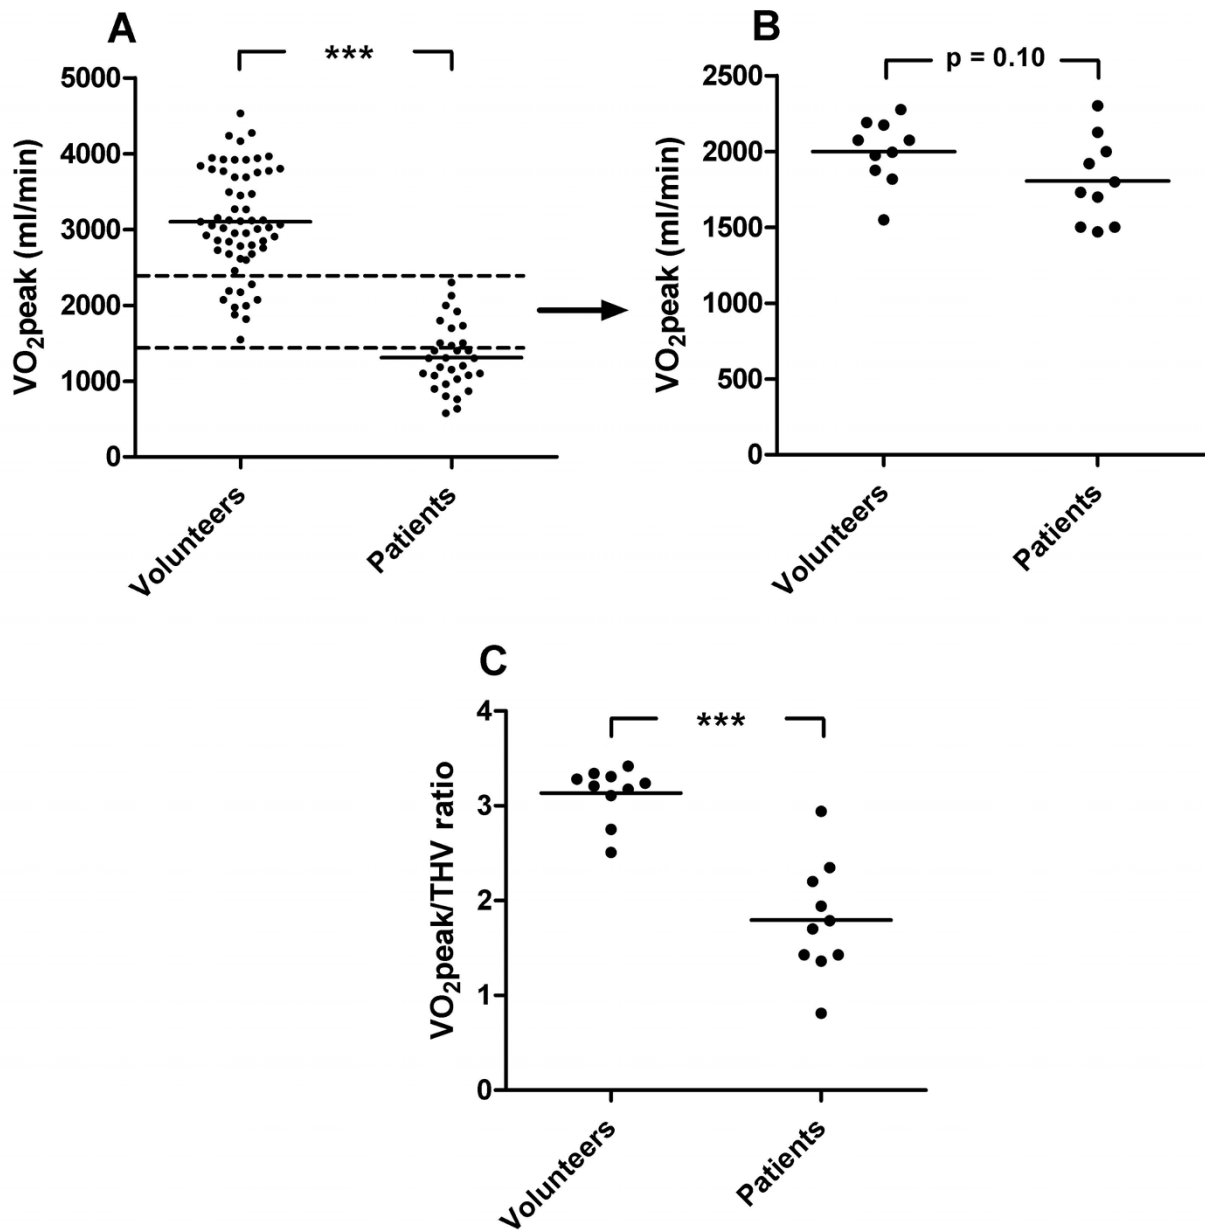 A
***
VO2peak (ml/min)
5000
4000
3000
2000
1000
0
Volunteers
Patients
B
p = 0.10
VO2peak (ml/min)
2500
2000
1500
1000
500
0
Volunteers
Patients
C
***
VO2peak/THV ratio
4
3
2
1
0
Volunteers
Patients